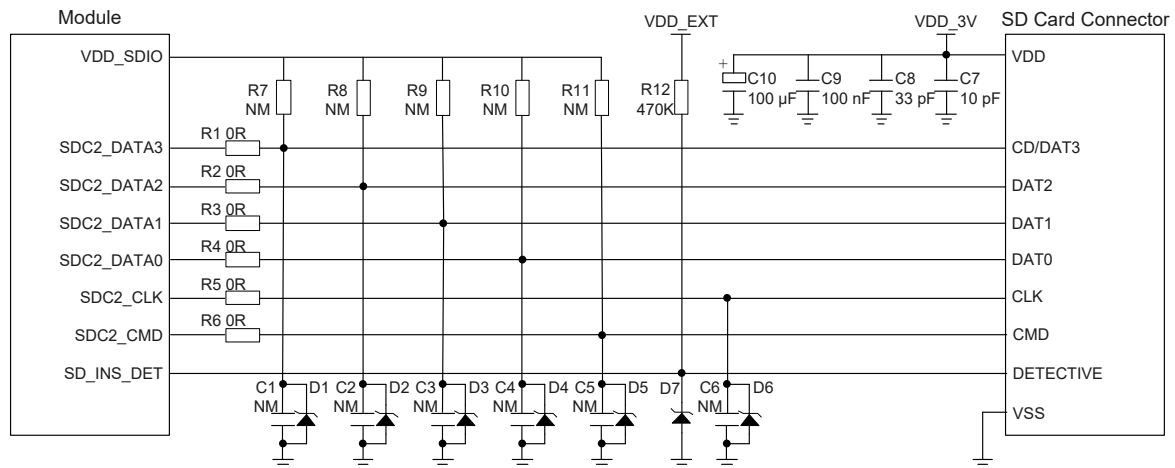 Module
VDD_EXT
VDD_3V
SD Card Connector
VDD_SDIO
VDD
R7
NM
R8
NM
R9
NM
R10
NM
R11
NM
R12
470K
+
C10
100 µF
C9
100 nF
C8
33 pF
C7
10 pF
SDC2_DATA3
R1 0R
CD/DAT3
SDC2_DATA2
R2 0R
DAT2
SDC2_DATA1
R3 0R
DAT1
SDC2_DATA0
R4 0R
DAT0
SDC2_CLK
R5 0R
CLK
SDC2_CMD
R6 0R
CMD
SD_INS_DET
DETECTIVE
C1
NM
D1
C2
NM
D2
C3
NM
D3
C4
NM
D4
C5
NM
D5
D7
C6
NM
D6
VSS